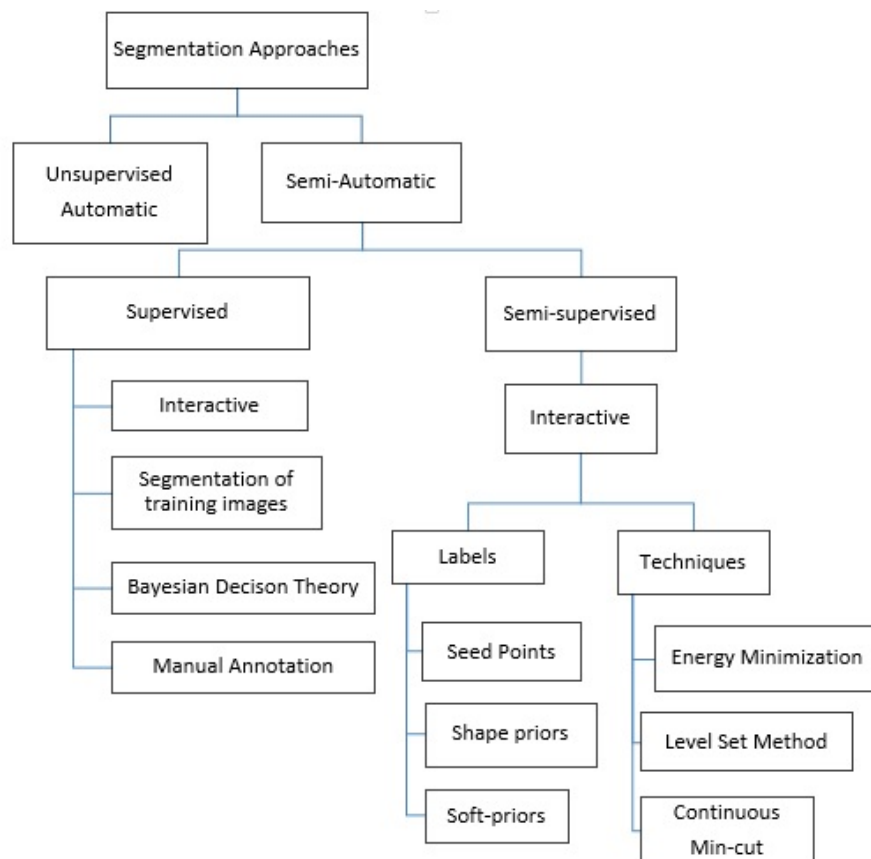 Segmentation Approaches
Unsupervised
Automatic
Semi-Automatic
Supervised
Semi-supervised
Interactive
Segmentation of
training images
Bayesian Decison Theory
Manual Annotation
Interactive
Labels
Techniques
Seed Points
Shape priors
Soft-priors
Energy Minimization
Level Set Method
Continuous
Min-cut